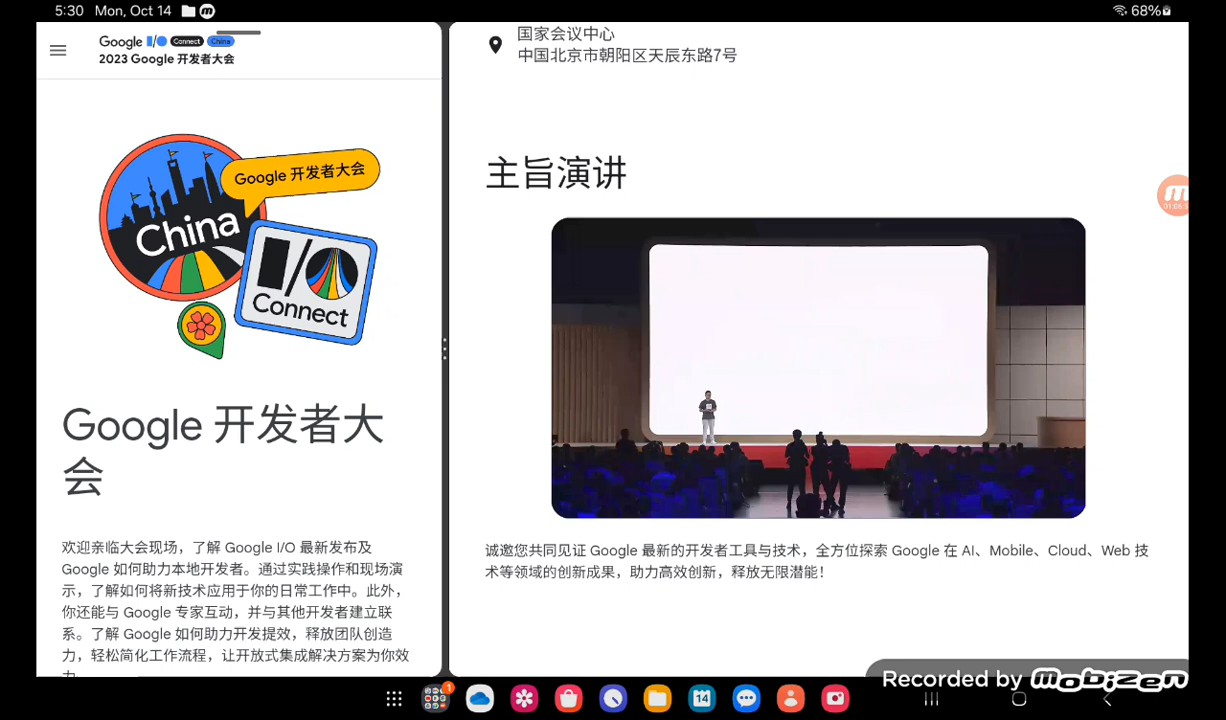 5:30 Mon, Oct 14
68%
Google I/O Connect China
2023 Google 开发者大会
Google 开发者大会
China
I/O
Connect
Google 开发者大
会
欢迎亲临大会现场，了解 Google I/O 最新发布及
Google 如何助力本地开发者。通过实践操作和现场演
示，了解如何将新技术应用于你的日常工作中。此外，
你还能与 Google 专家互动，并与其他开发者建立联
系。了解 Google 如何助力开发提效，释放团队创造
力，轻松简化工作流程，让开放式集成解决方案为你效
国家会议中心
中国北京市朝阳区天辰东路7号
主旨演讲
诚邀您共同见证 Google 最新的开发者工具与技术，全方位探索 Google 在 AI、Mobile、Cloud、Web 技
术等领域的创新成果，助力高效创新，释放无限潜能！
1
14
Recorded by mobizen